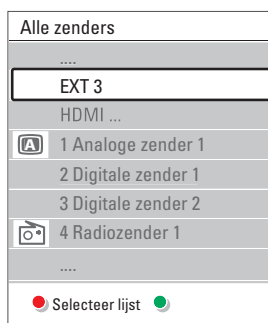 Alle zenders
....
EXT 3
HDMI ...
A 1 Analoge zender 1
2 Digitale zender 1
3 Digitale zender 2
4 Radiozender 1
....
Selecteer lijst